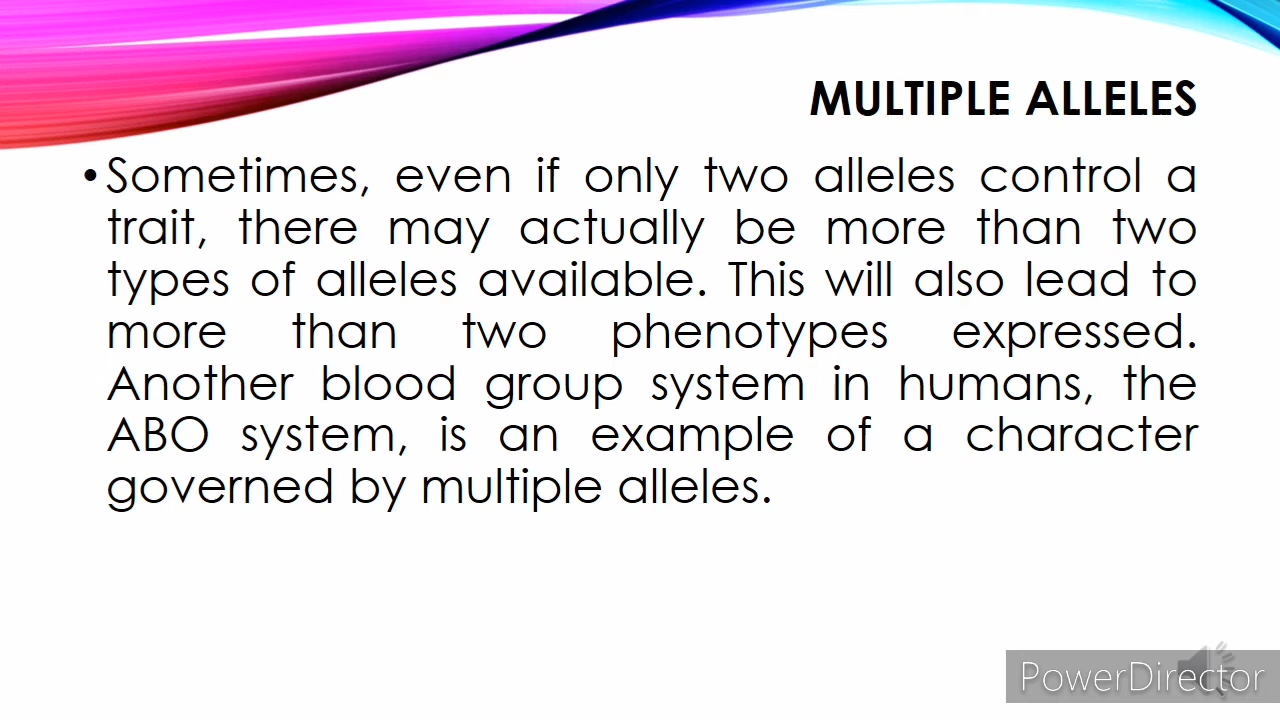 MULTIPLE ALLELES
• Sometimes, even if only two alleles control a
trait, there may actually be more than two
types of alleles available. This will also lead to
more than two phenotypes expressed.
Another blood group system in humans, the
ABO system, is an example of a character
governed by multiple alleles.
PowerDirector